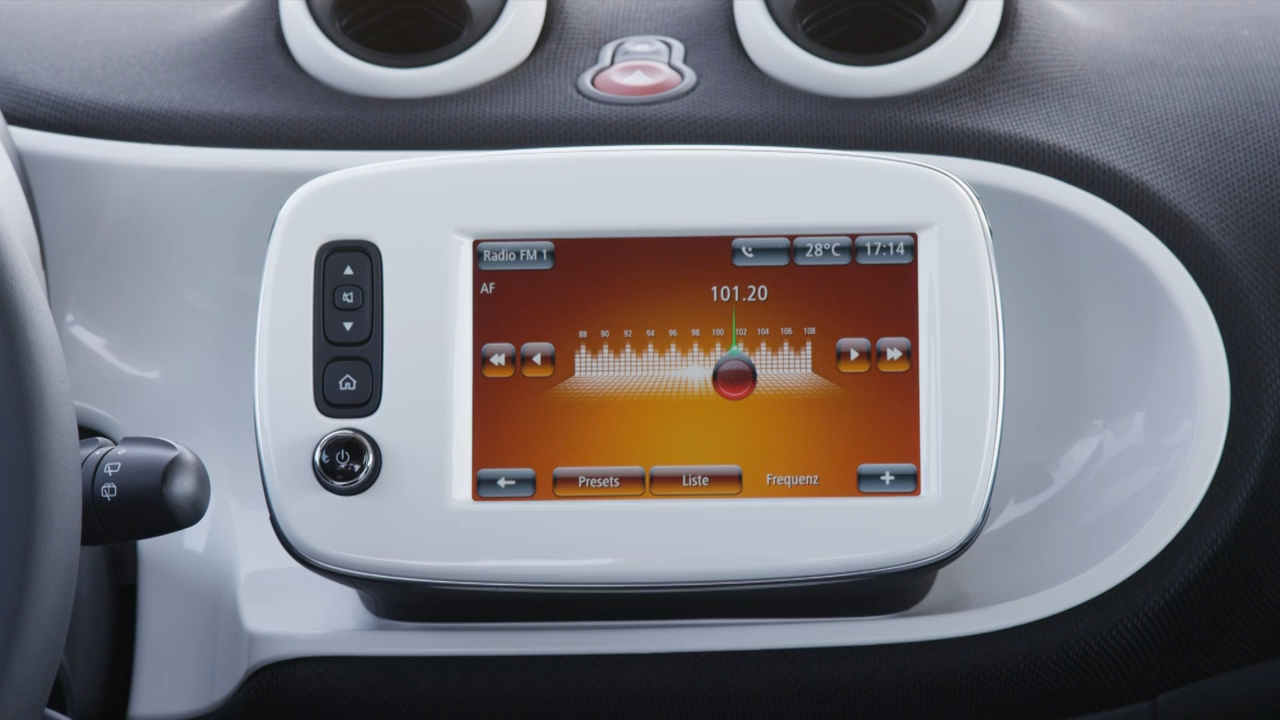 Radio FM 1
28°C
17:14
AF
101.20
88 90 92 94 96 98 100 102 104 106 108
Presets
Liste
Frequenz